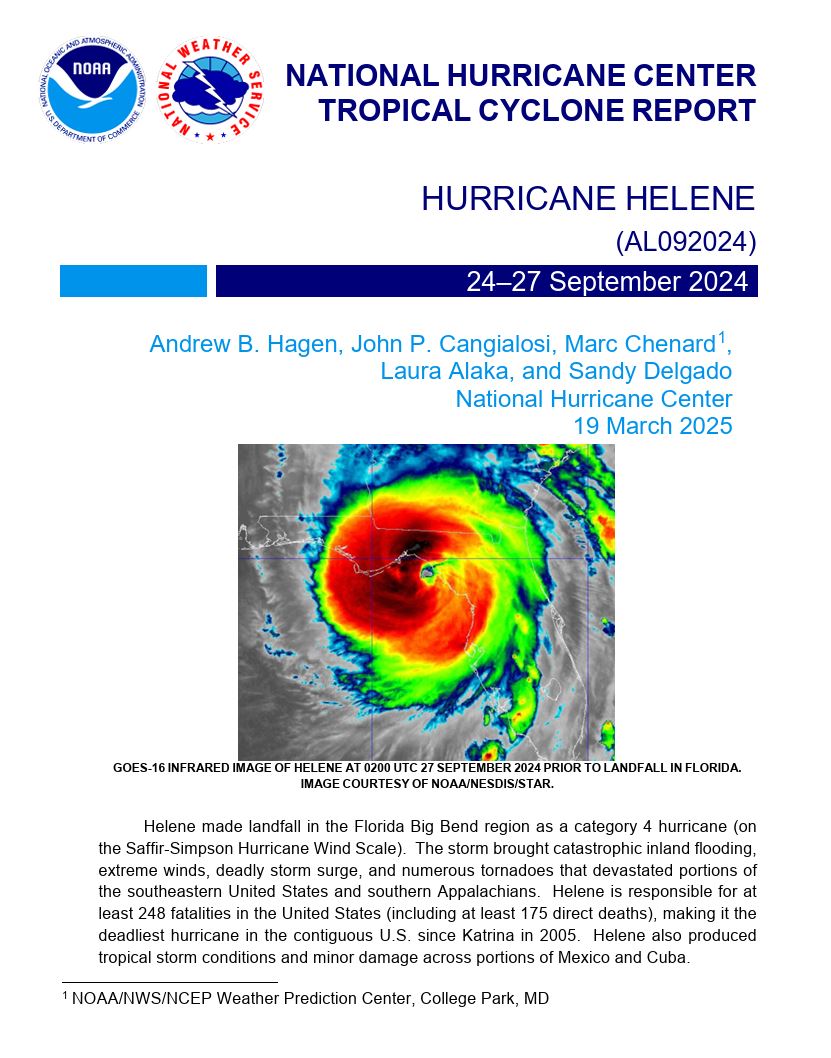 NATIONAL OCEANIC AND ATMOSPHERIC ADMINISTRATION
NOAA
U.S. DEPARTMENT OF COMMERCE
NATIONAL WEATHER SERVICE
NATIONAL HURRICANE CENTER
TROPICAL CYCLONE REPORT
HURRICANE HELENE
(AL092024)
24–27 September 2024
Andrew B. Hagen, John P. Cangialosi, Marc Chenard¹,
Laura Alaka, and Sandy Delgado
National Hurricane Center
19 March 2025
GOES-16 INFRARED IMAGE OF HELENE AT 0200 UTC 27 SEPTEMBER 2024 PRIOR TO LANDFALL IN FLORIDA.
IMAGE COURTESY OF NOAA/NESDIS/STAR.
Helene made landfall in the Florida Big Bend region as a category 4 hurricane (on
the Saffir-Simpson Hurricane Wind Scale).  The storm brought catastrophic inland flooding,
extreme winds, deadly storm surge, and numerous tornadoes that devastated portions of
the southeastern United States and southern Appalachians.  Helene is responsible for at
least 248 fatalities in the United States (including at least 175 direct deaths), making it the
deadliest hurricane in the contiguous U.S. since Katrina in 2005.  Helene also produced
tropical storm conditions and minor damage across portions of Mexico and Cuba.
¹ NOAA/NWS/NCEP Weather Prediction Center, College Park, MD